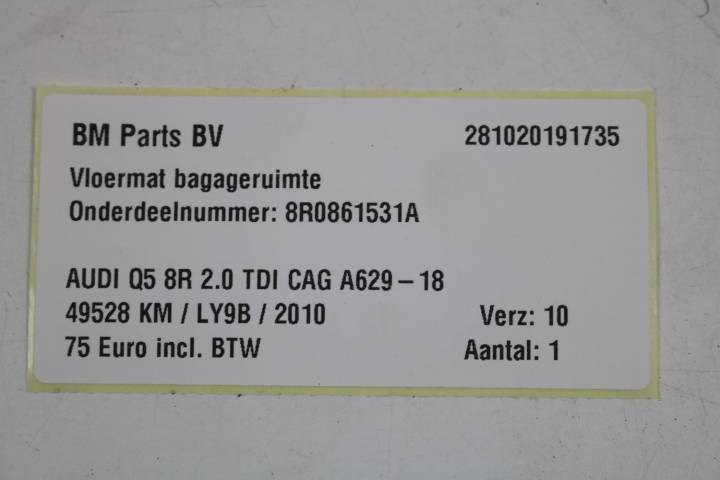 BM Parts BV 281020191735
Vloermat bagageruimte
Onderdeelnummer: 8R0861531A
AUDI Q5 8R 2.0 TDI CAG A629 – 18
49528 KM / LY9B / 2010 Verz: 10
75 Euro incl. BTW Aantal: 1